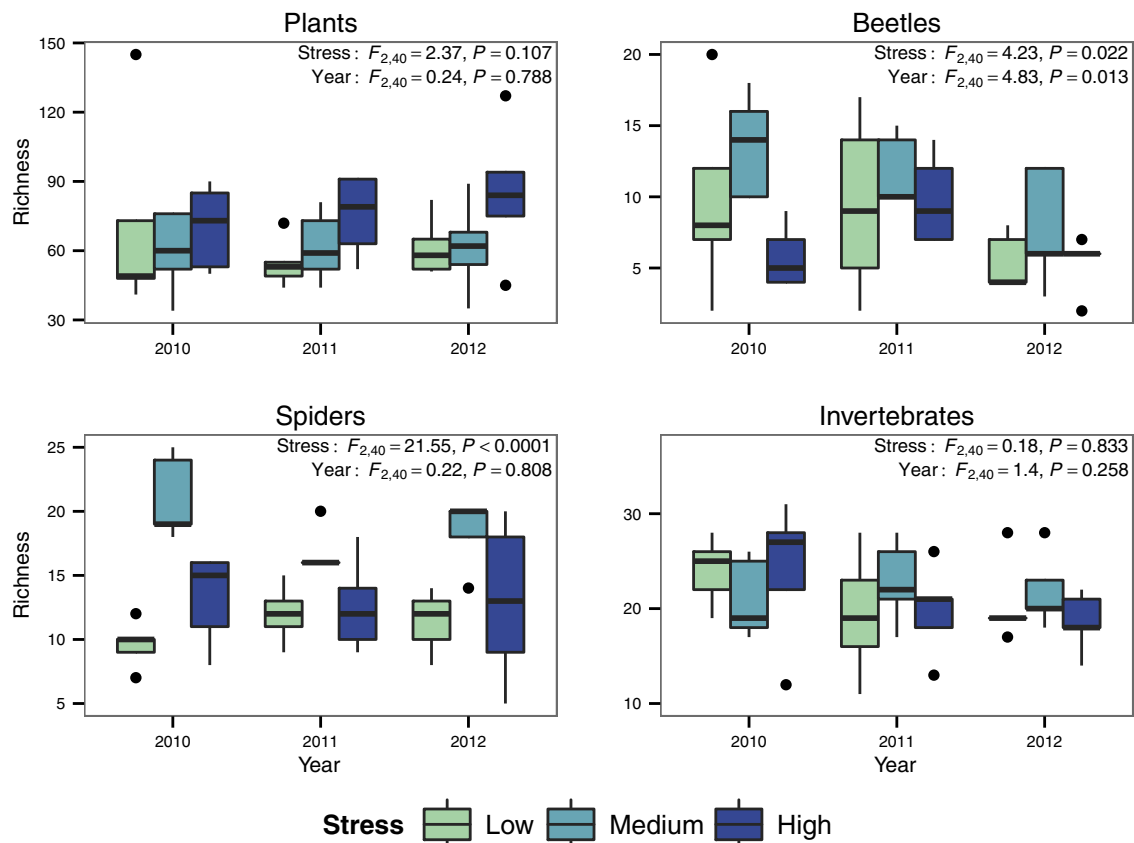 Plants
Stress: F2,40 = 2.37, P = 0.107
Year: F2,40 = 0.24, P = 0.788
Richness
150
120
90
60
30
2010 2011 2012
Beetles
Stress: F2,40 = 4.23, P = 0.022
Year: F2,40 = 4.83, P = 0.013
20
15
10
5
2010 2011 2012
Spiders
Stress: F2,40 = 21.55, P < 0.0001
Year: F2,40 = 0.22, P = 0.808
Richness
25
20
15
10
5
2010 2011 2012
Year
Invertebrates
Stress: F2,40 = 0.18, P = 0.833
Year: F2,40 = 1.4, P = 0.258
30
20
10
2010 2011 2012
Year
Stress Low Medium High